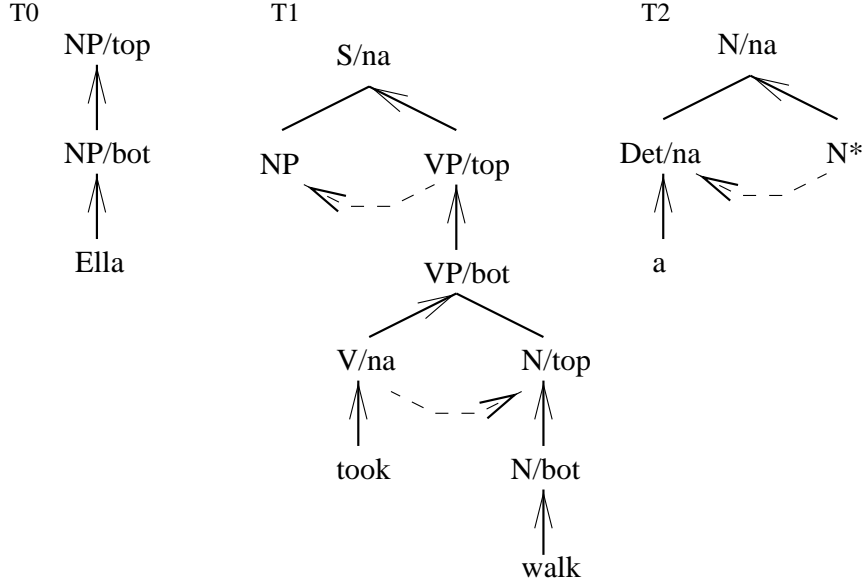 T0 T1 T2
NP/top S/na N/na
NP/bot NP VP/top Det/na N*
Ella VP/bot a
V/na N/top
took N/bot
walk